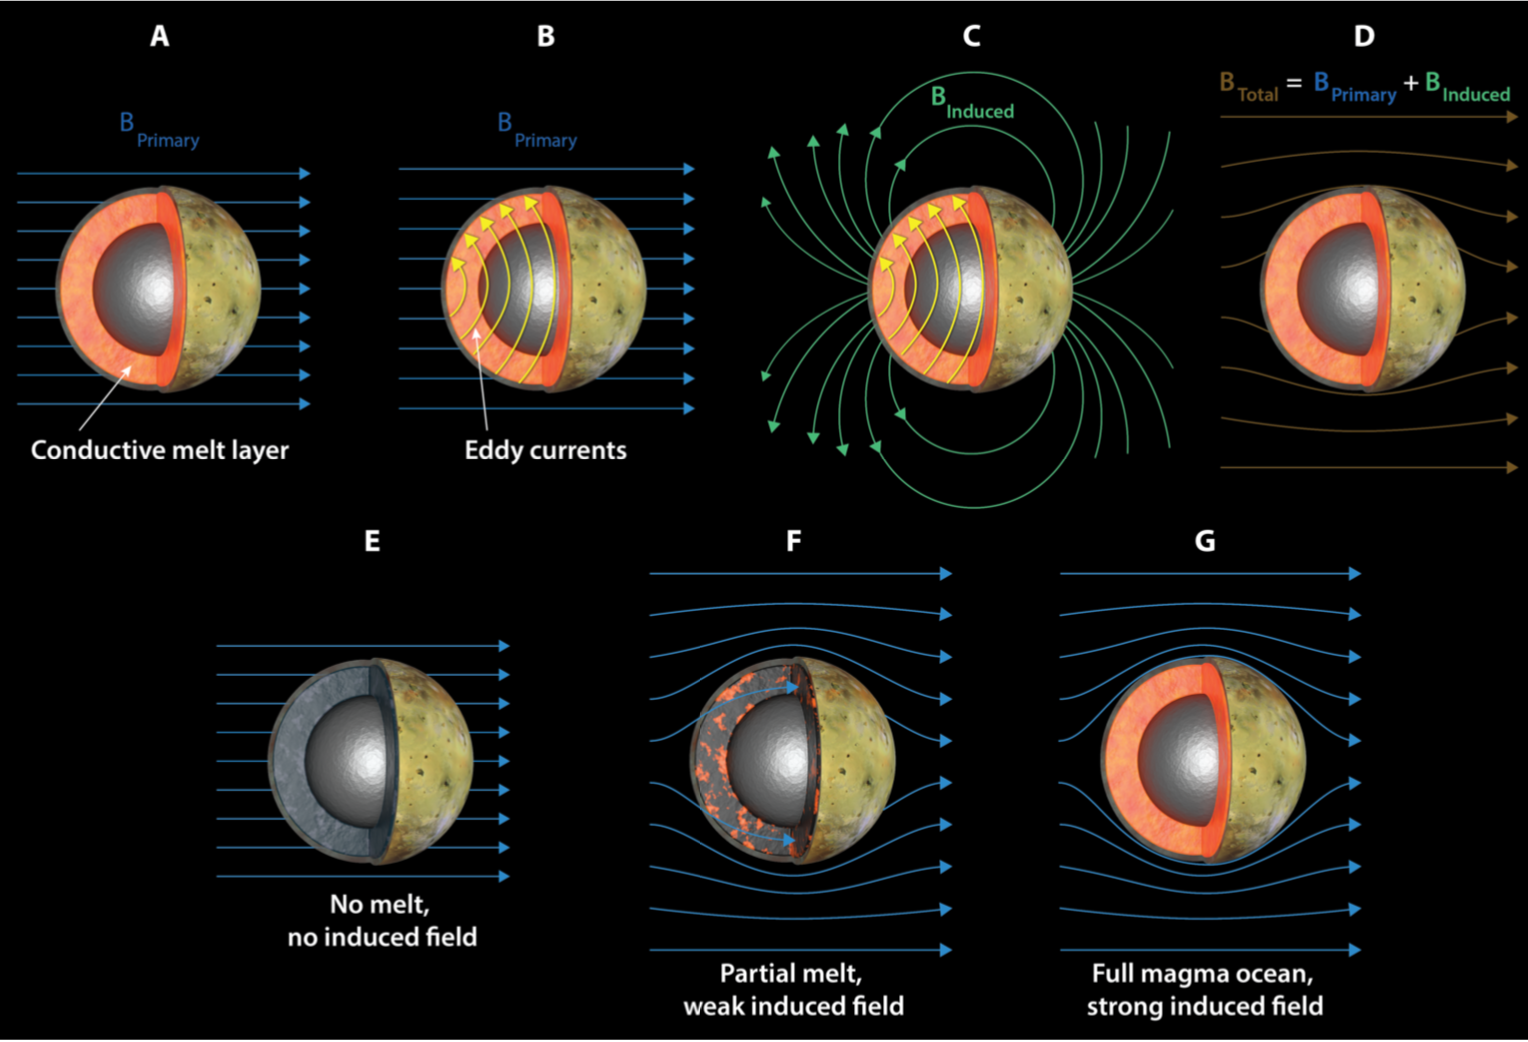 A
B
C
D
B Primary
B Primary
B Induced
B Total = B Primary + B Induced
Conductive melt layer
Eddy currents
E
F
G
No melt,
no induced field
Partial melt,
weak induced field
Full magma ocean,
strong induced field